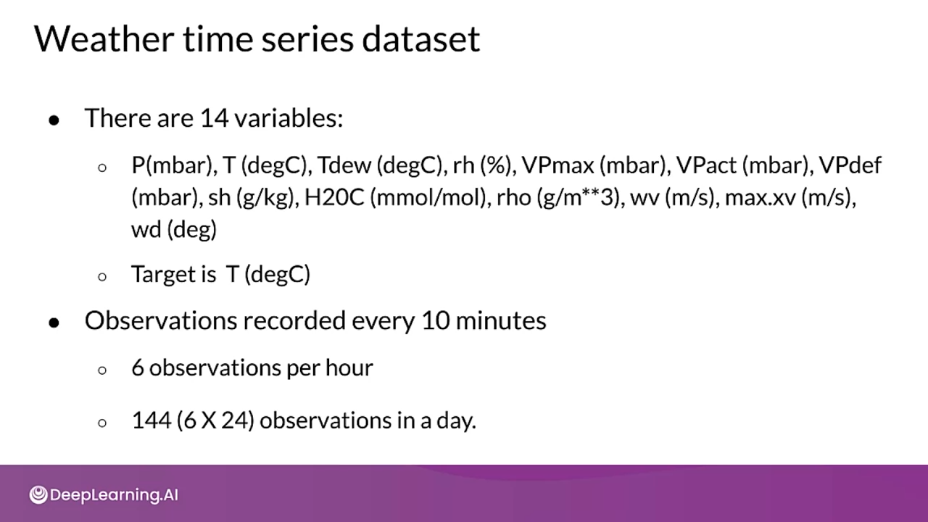 Weather time series dataset
● There are 14 variables:
○ P(mbar), T (degC), Tdew (degC), rh (%), VPmax (mbar), VPact (mbar), VPdef
(mbar), sh (g/kg), H20C (mmol/mol), rho (g/m**3), wv (m/s), max.xv (m/s),
wd (deg)
○ Target is T (degC)
● Observations recorded every 10 minutes
○ 6 observations per hour
○ 144 (6 X 24) observations in a day.
DeepLearning.AI